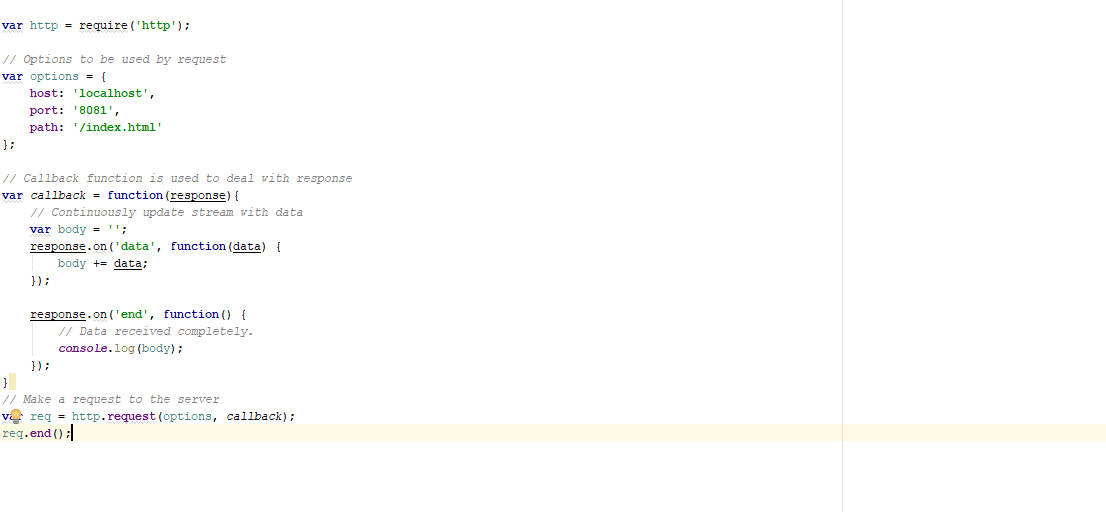 var http = require('http');

// Options to be used by request
var options = {
    host: 'localhost',
    port: '8081',
    path: '/index.html'
};

// Callback function is used to deal with response
var callback = function(response){
    // Continuously update stream with data
    var body = '';
    response.on('data', function(data) {
        body += data;
    });

    response.on('end', function() {
        // Data received completely.
        console.log(body);
    });
}
// Make a request to the server
var req = http.request(options, callback);
req.end();